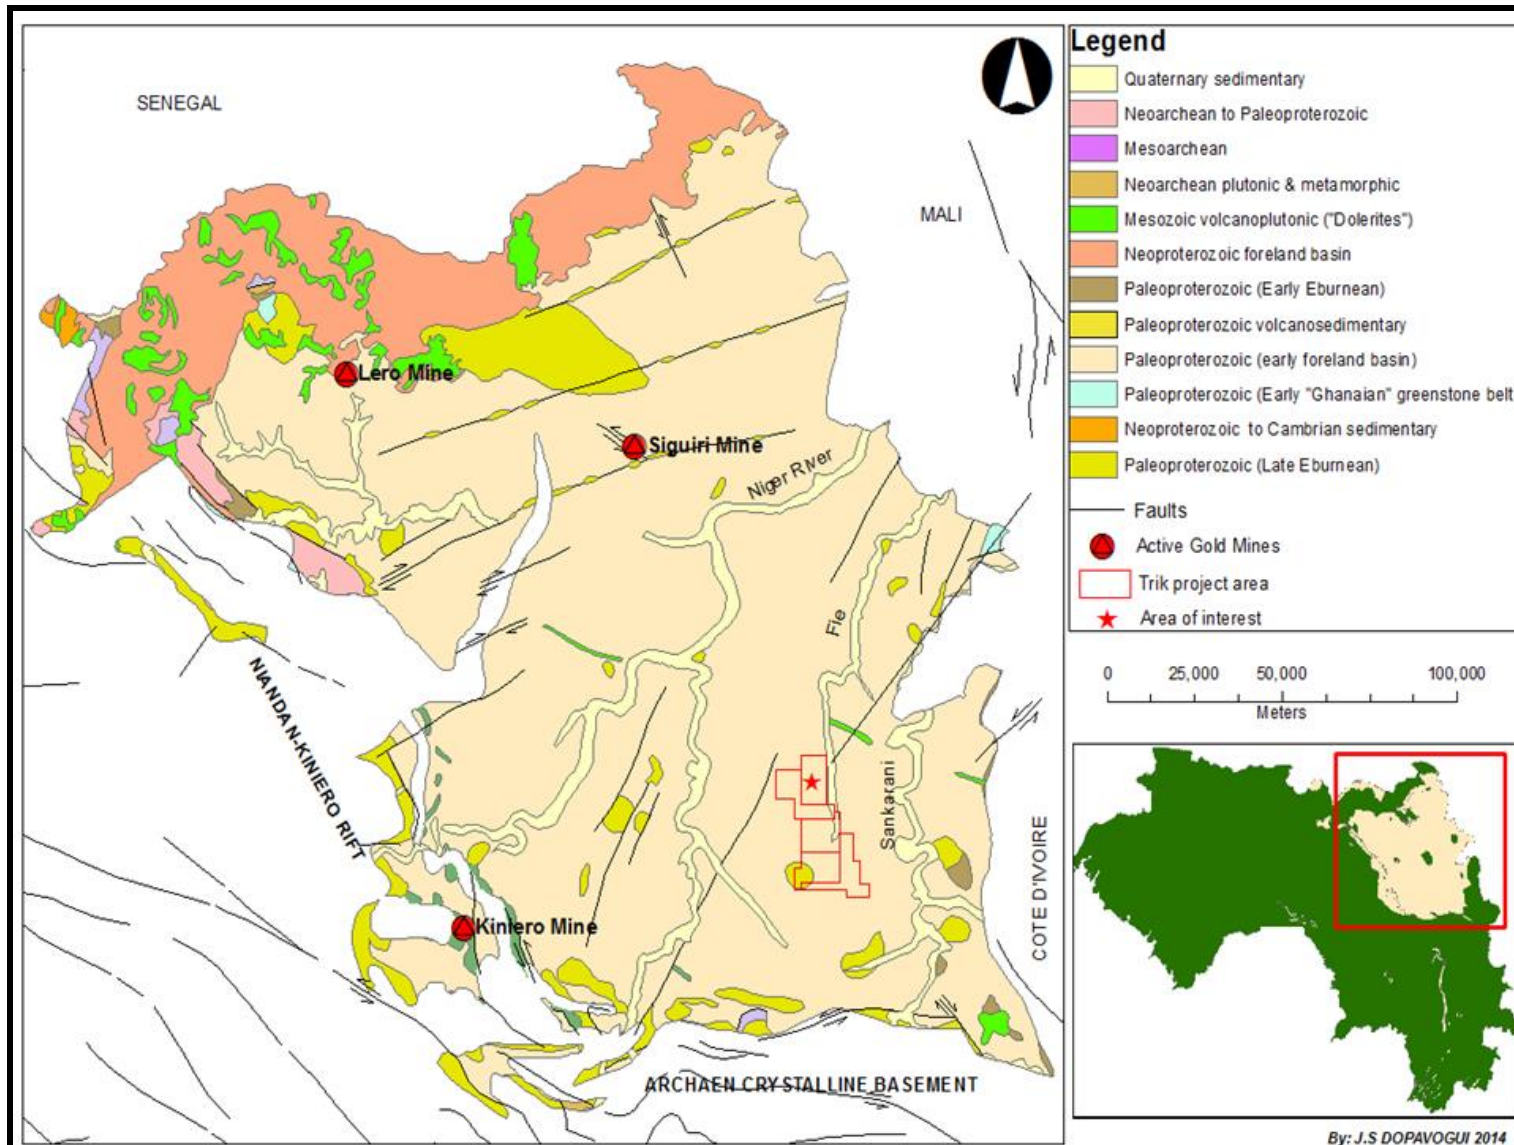 SENEGAL
MALI
Lero Mine
Siguiri Mine
Niger River
Fie
NIANDAN-KINIERO RIFT
Sankarani
COTE D'IVOIRE
Kiniero Mine
ARCHAEN CRYSTALLINE BASEMENT
Legend
Quaternary sedimentary
Neoarchean to Paleoproterozoic
Mesoarchean
Neoarchean plutonic & metamorphic
Mesozoic volcanoplutonic ("Dolerites")
Neoproterozoic foreland basin
Paleoproterozoic (Early Eburnean)
Paleoproterozoic volcanosedimentary
Paleoproterozoic (early foreland basin)
Paleoproterozoic (Early "Ghanaian" greenstone belt
Neoproterozoic to Cambrian sedimentary
Paleoproterozoic (Late Eburnean)
Faults
Active Gold Mines
Trik project area
Area of interest
0 25,000 50,000 100,000
Meters
By: J.S DOPAVOGUI 2014